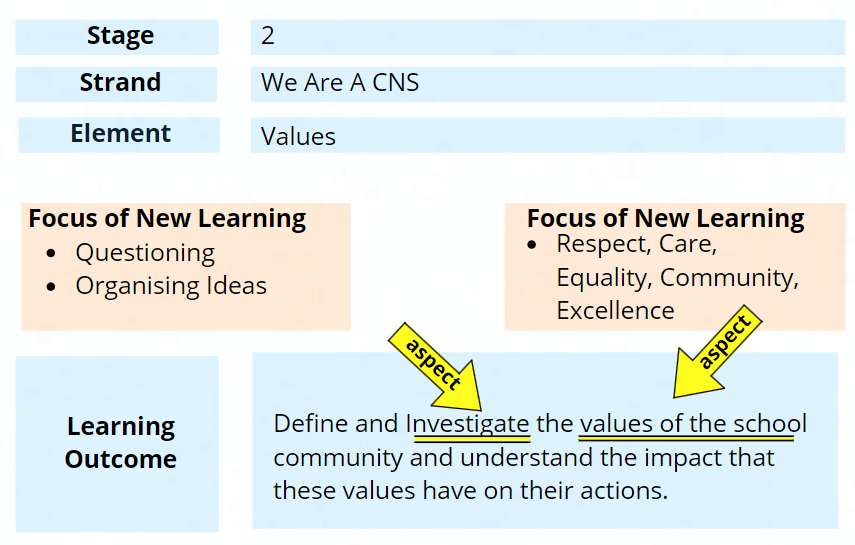 Stage
2
Strand
We Are A CNS
Element
Values
Focus of New Learning
• Questioning
• Organising Ideas
Focus of New Learning
• Respect, Care,
Equality, Community,
Excellence
aspect
aspect
Learning
Outcome
Define and Investigate the values of the school
community and understand the impact that
these values have on their actions.